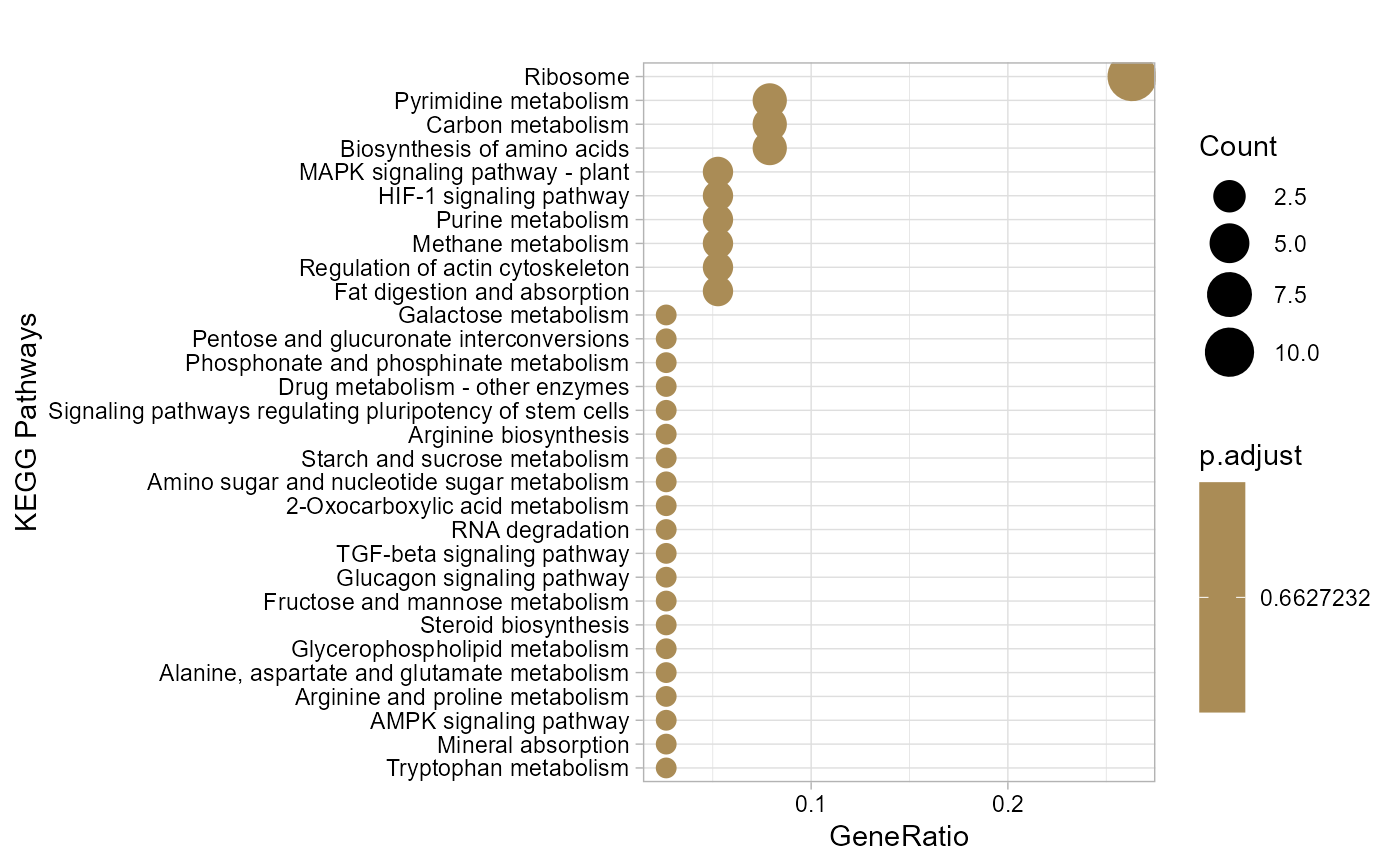 Ribosome
Pyrimidine metabolism
Carbon metabolism
Biosynthesis of amino acids
MAPK signaling pathway - plant
HIF-1 signaling pathway
Purine metabolism
Methane metabolism
Regulation of actin cytoskeleton
Fat digestion and absorption
Galactose metabolism
Pentose and glucuronate interconversions
Phosphonate and phosphinate metabolism
Drug metabolism - other enzymes
Signaling pathways regulating pluripotency of stem cells
Arginine biosynthesis
Starch and sucrose metabolism
Amino sugar and nucleotide sugar metabolism
2-Oxocarboxylic acid metabolism
RNA degradation
TGF-beta signaling pathway
Glucagon signaling pathway
Fructose and mannose metabolism
Steroid biosynthesis
Glycerophospholipid metabolism
Alanine, aspartate and glutamate metabolism
Arginine and proline metabolism
AMPK signaling pathway
Mineral absorption
Tryptophan metabolism
KEGG Pathways
0.1 0.2
GeneRatio
Count
2.5
5.0
7.5
10.0
p.adjust
0.6627232